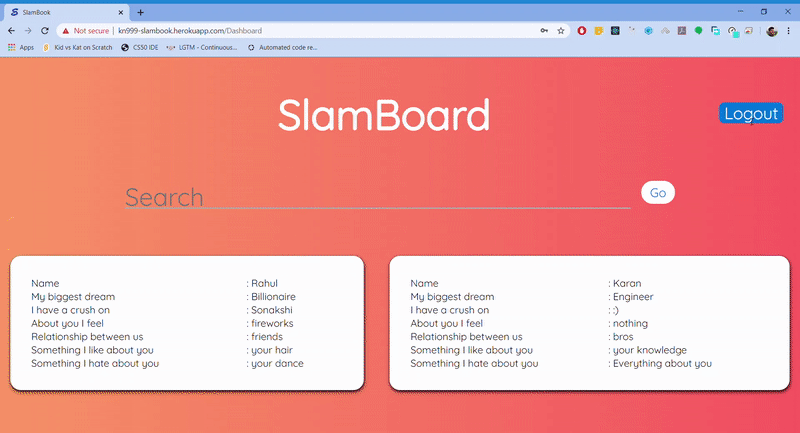 SlamBook
Not secure | kn999-slambook.herokuapp.com/Dashboard
Apps Kid vs Kat on Scratch CS50 IDE LGTM - Continuous... Automated code re...
SlamBoard
Logout
Search
Go
Name : Rahul
My biggest dream : Billionaire
I have a crush on : Sonakshi
About you I feel : fireworks
Relationship between us : friends
Something I like about you : your hair
Something I hate about you : your dance
Name : Karan
My biggest dream : Engineer
I have a crush on : :)
About you I feel : nothing
Relationship between us : bros
Something I like about you : your knowledge
Something I hate about you : Everything about you